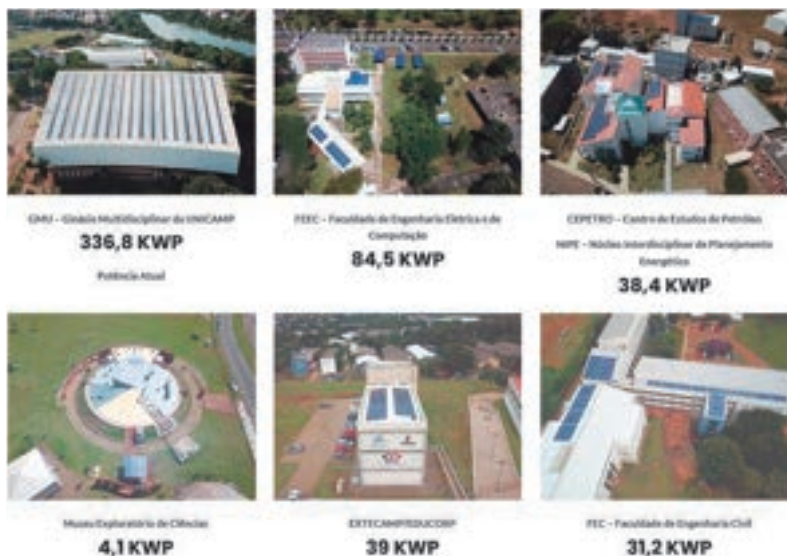 GMU – Ginásio Multidisciplinar da UNICAMP
336,8 KWP
Potência Atual
FEEC – Faculdade de Engenharia Elétrica e de
Computação
84,5 KWP
CEPETRO – Centro de Estudos de Petróleo
NIPE – Núcleo Interdisciplinar de Planejamento
Energético
38,4 KWP
Museu Exploratório de Ciências
4,1 KWP
EXTECAMP/EDUCORP
39 KWP
FEC – Faculdade de Engenharia Civil
31,2 KWP